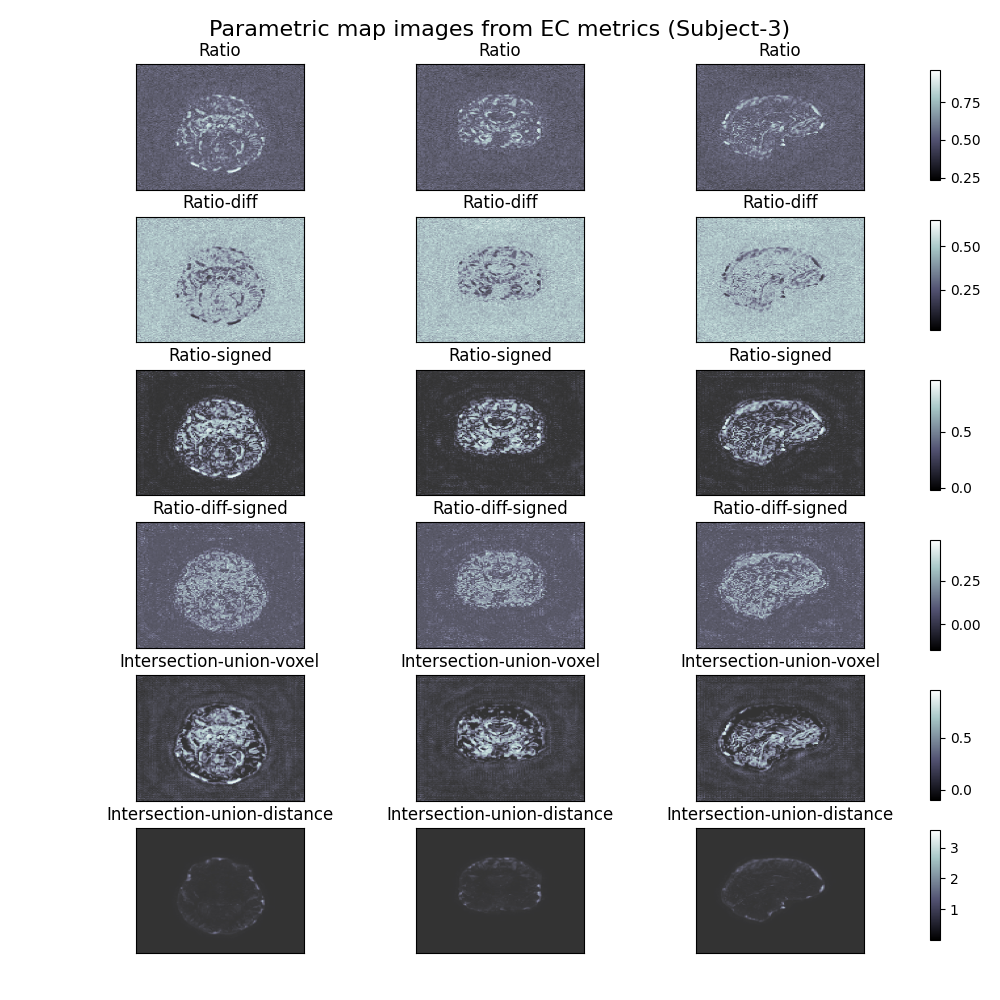 Parametric map images from EC metrics (Subject-3)
Ratio Ratio Ratio
0.75
0.50
0.25
Ratio-diff Ratio-diff Ratio-diff
0.50
0.25
Ratio-signed Ratio-signed Ratio-signed
0.5
0.0
Ratio-diff-signed Ratio-diff-signed Ratio-diff-signed
0.25
0.00
Intersection-union-voxel Intersection-union-voxel Intersection-union-voxel
0.5
0.0
Intersection-union-distance Intersection-union-distance Intersection-union-distance
3
2
1